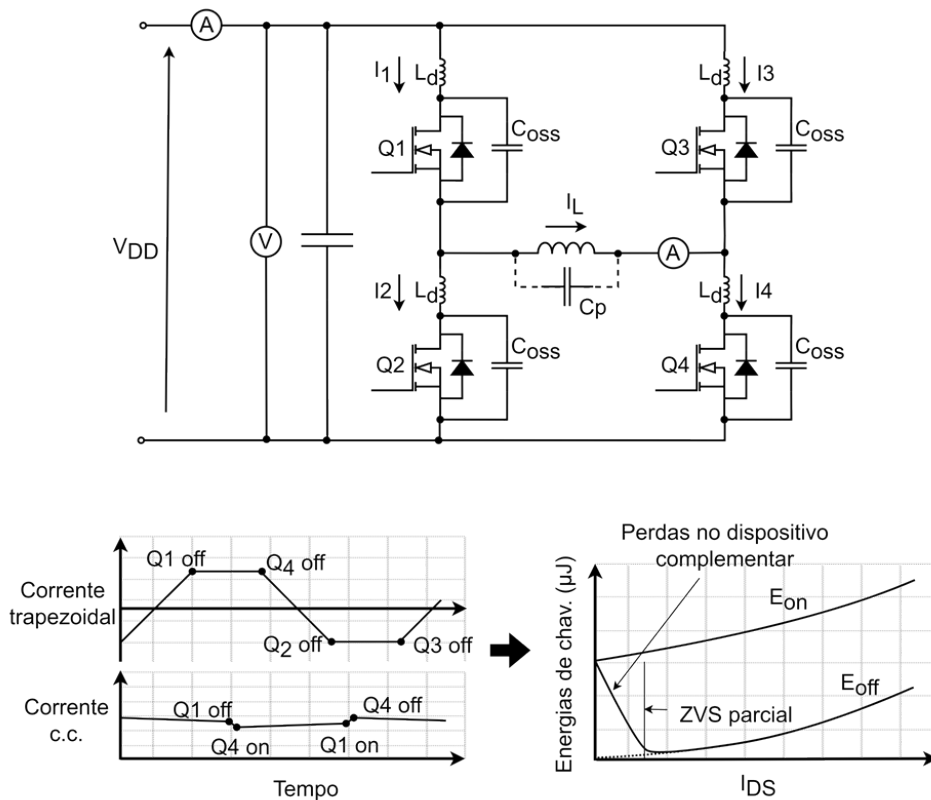 A
I1
Ld
I3
Ld
Q1
Coss
Q3
Coss
VDD
V
IL
A
I2
Ld
Cp
Ld
I4
Q2
Coss
Q4
Coss
Corrente
trapezoidal
Q1 off
Q4 off
Q2 off
Q3 off
Corrente
c.c.
Q1 off
Q4 off
Q4 on
Q1 on
Tempo
Perdas no dispositivo
complementar
Energias de chav. (µJ)
Eon
Eoff
ZVS parcial
IDS